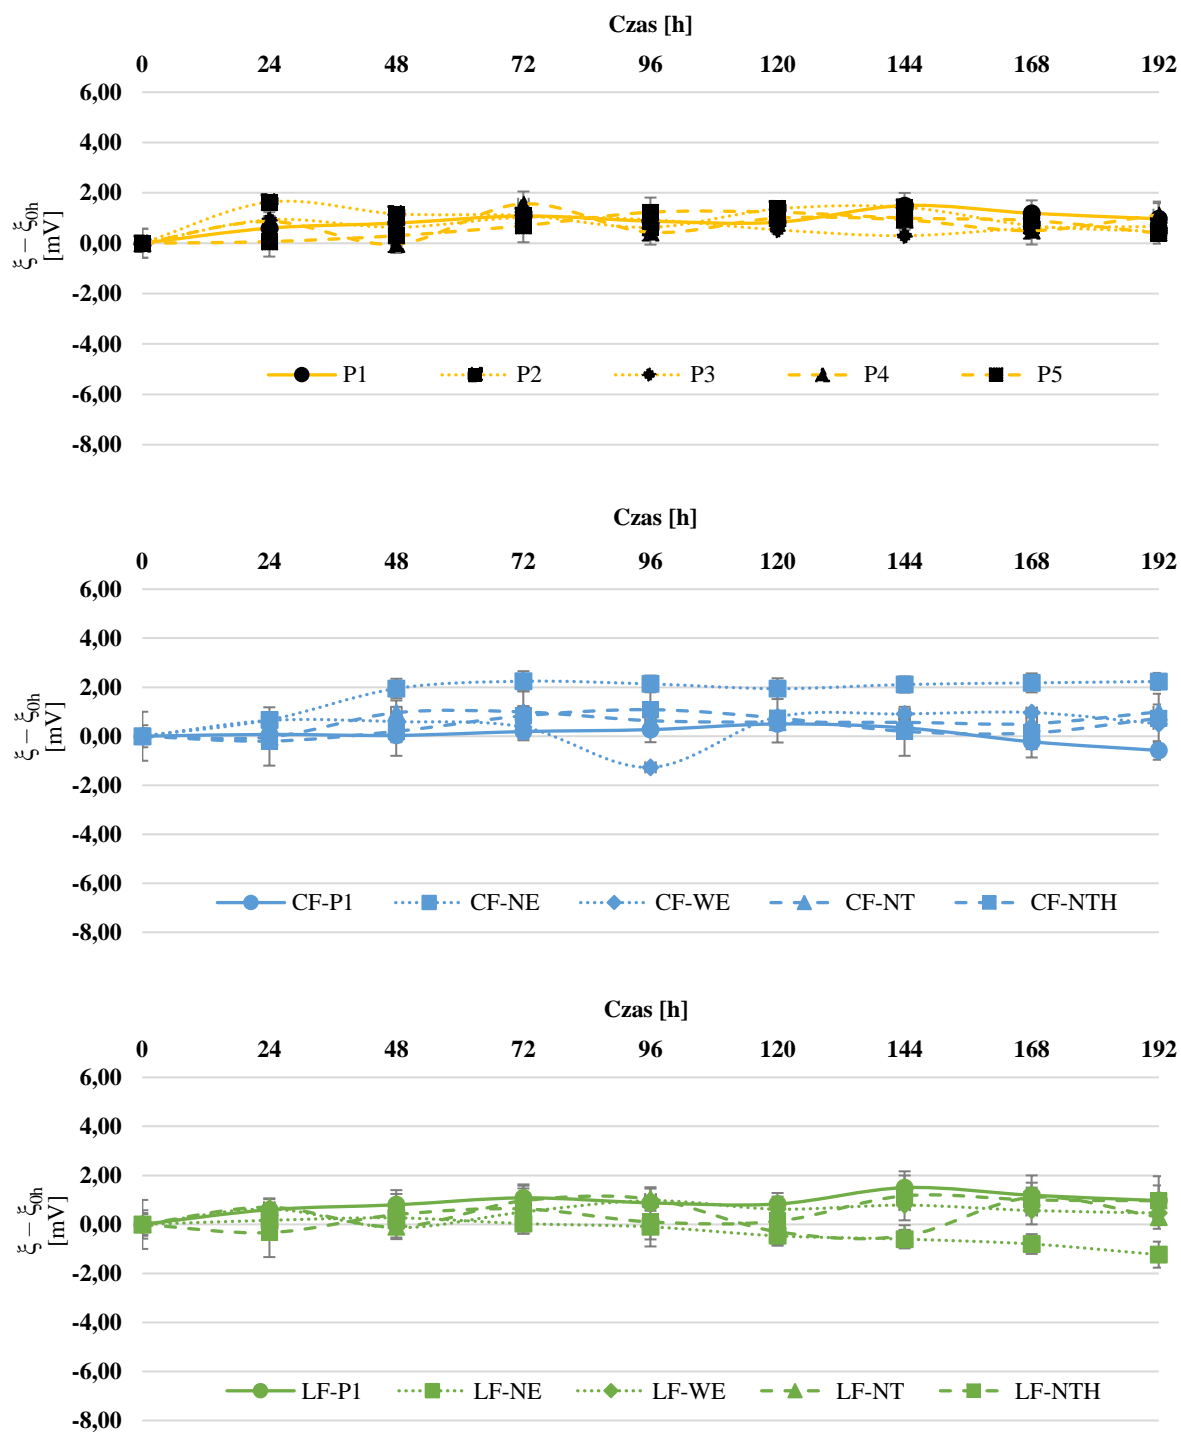 Czas [h]
0 24 48 72 96 120 144 168 192
6,00
4,00
2,00
0,00
-2,00
-4,00
-6,00
-8,00
ξ − ξ0h
[mV]
P1 P2 P3 P4 P5
Czas [h]
0 24 48 72 96 120 144 168 192
6,00
4,00
2,00
0,00
-2,00
-4,00
-6,00
-8,00
ξ − ξ0h
[mV]
CF-P1 CF-NE CF-WE CF-NT CF-NTH
Czas [h]
0 24 48 72 96 120 144 168 192
6,00
4,00
2,00
0,00
-2,00
-4,00
-6,00
-8,00
ξ − ξ0h
[mV]
LF-P1 LF-NE LF-WE LF-NT LF-NTH